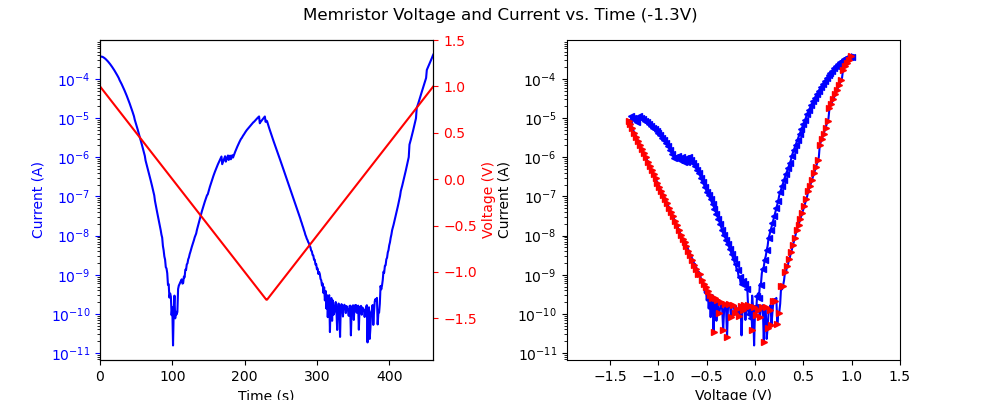 Memristor Voltage and Current vs. Time (-1.3V)
Current (A)
10⁻⁴
10⁻⁵
10⁻⁶
10⁻⁷
10⁻⁸
10⁻⁹
10⁻¹⁰
10⁻¹¹
0 100 200 300 400
Time (s)
1.5
1.0
0.5
0.0
−0.5
−1.0
−1.5
Voltage (V)
Current (A)
10⁻⁴
10⁻⁵
10⁻⁶
10⁻⁷
10⁻⁸
10⁻⁹
10⁻¹⁰
10⁻¹¹
−1.5 −1.0 −0.5 0.0 0.5 1.0 1.5
Voltage (V)